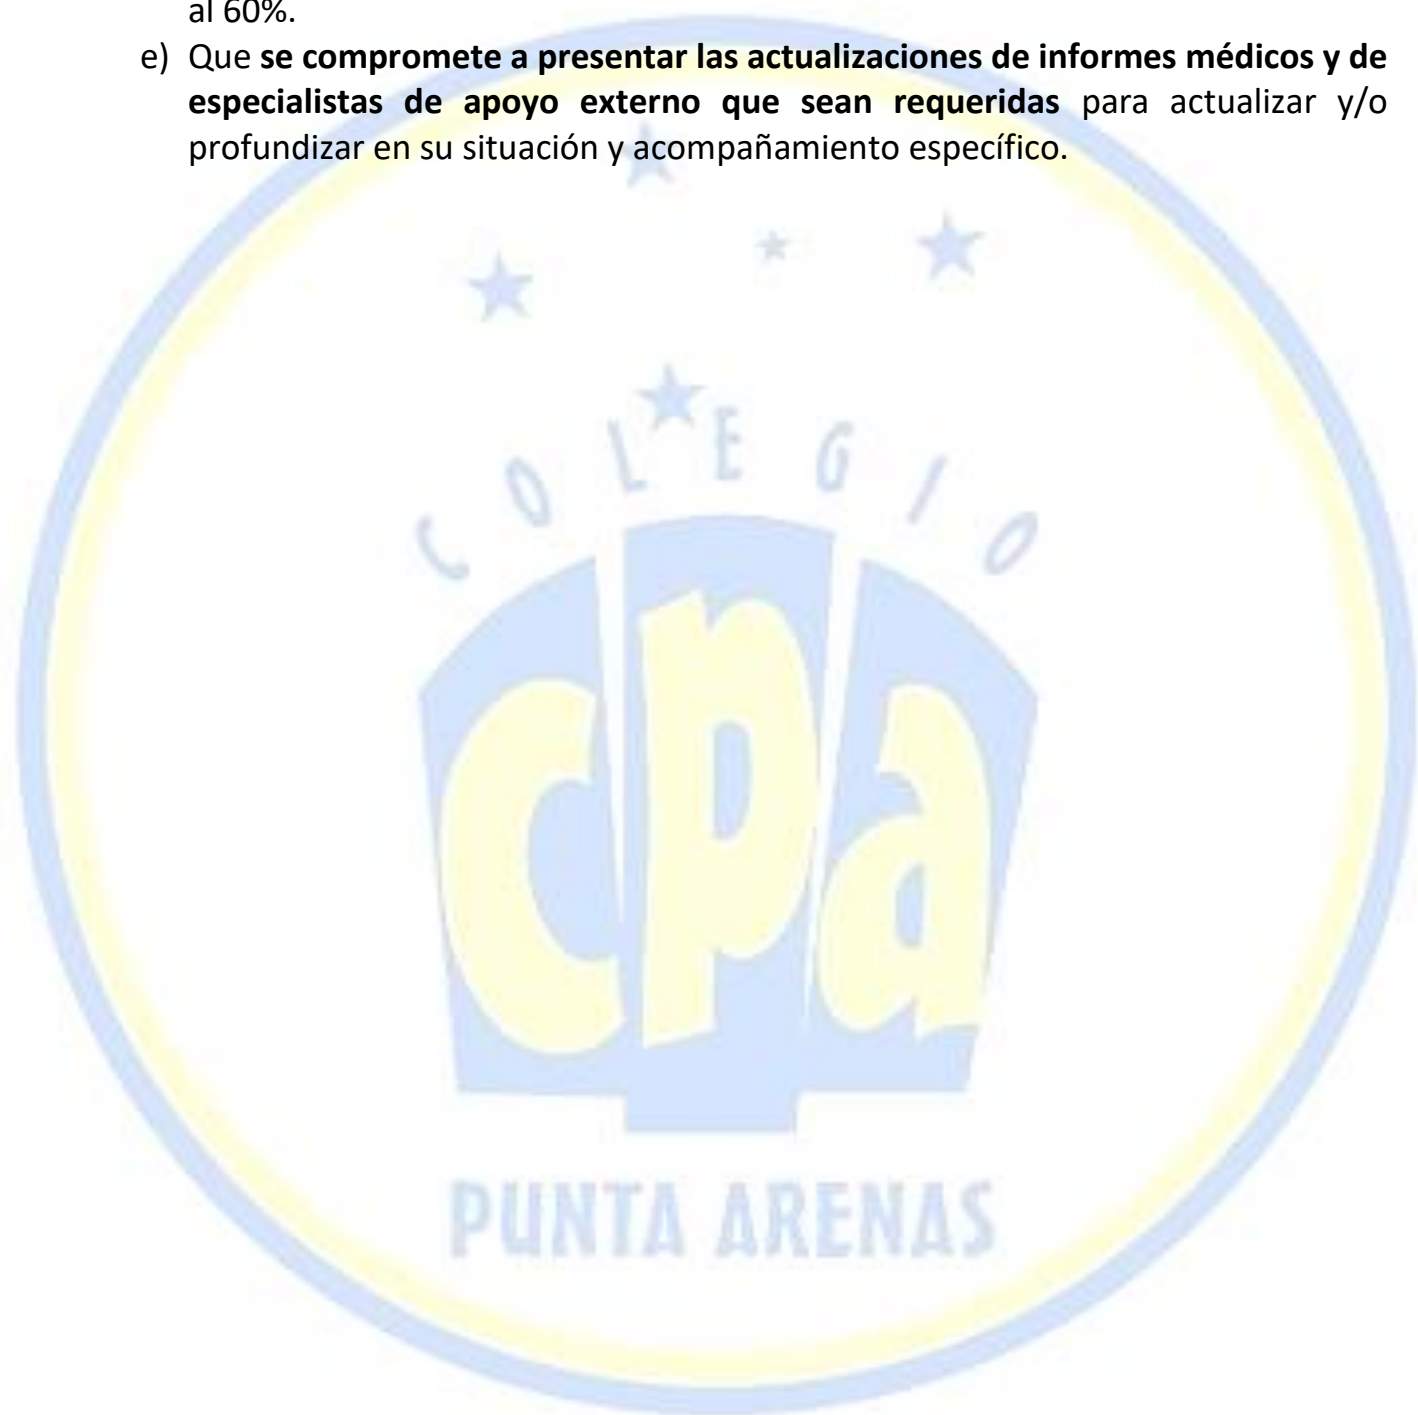 al 60%.
e) Que se compromete a presentar las actualizaciones de informes médicos y de
especialistas de apoyo externo que sean requeridas para actualizar y/o
profundizar en su situación y acompañamiento específico.
COLEGIO
cpa
PUNTA ARENAS